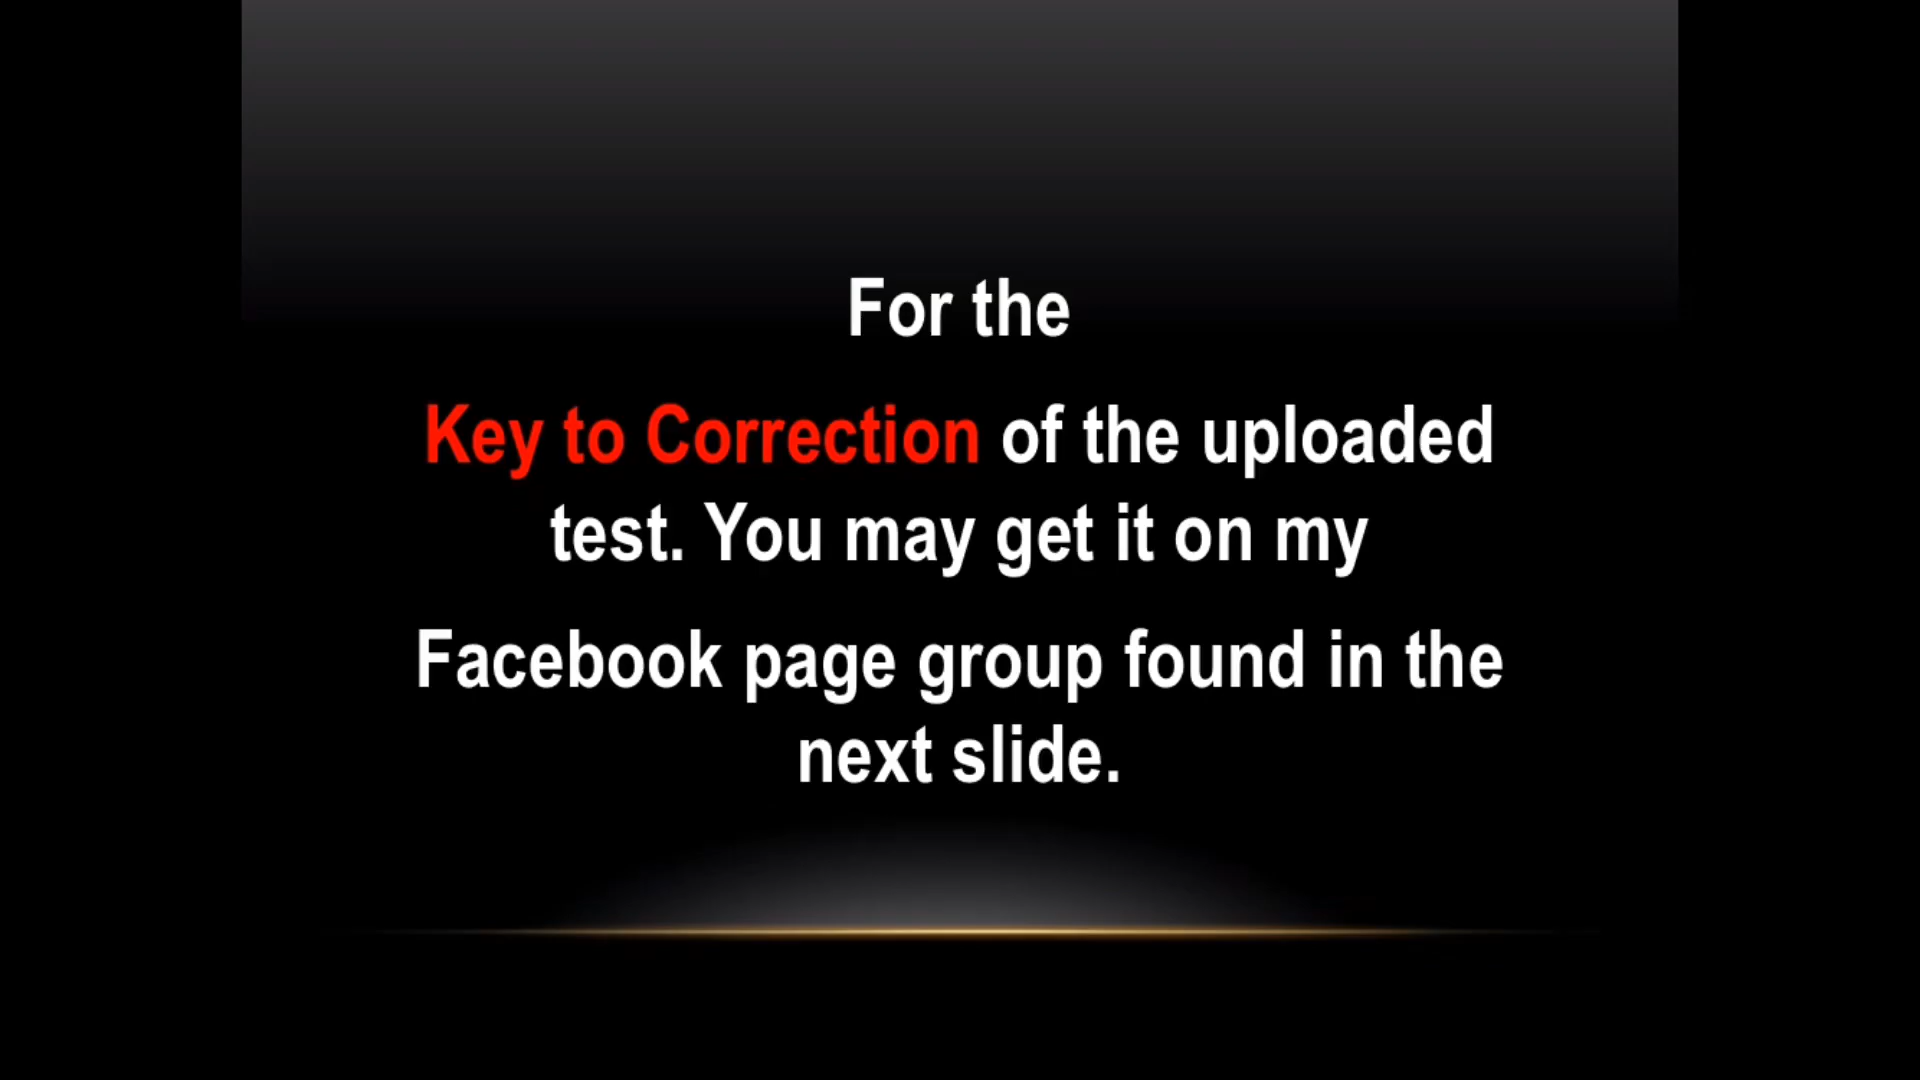 For the
Key to Correction of the uploaded
test. You may get it on my
Facebook page group found in the
next slide.